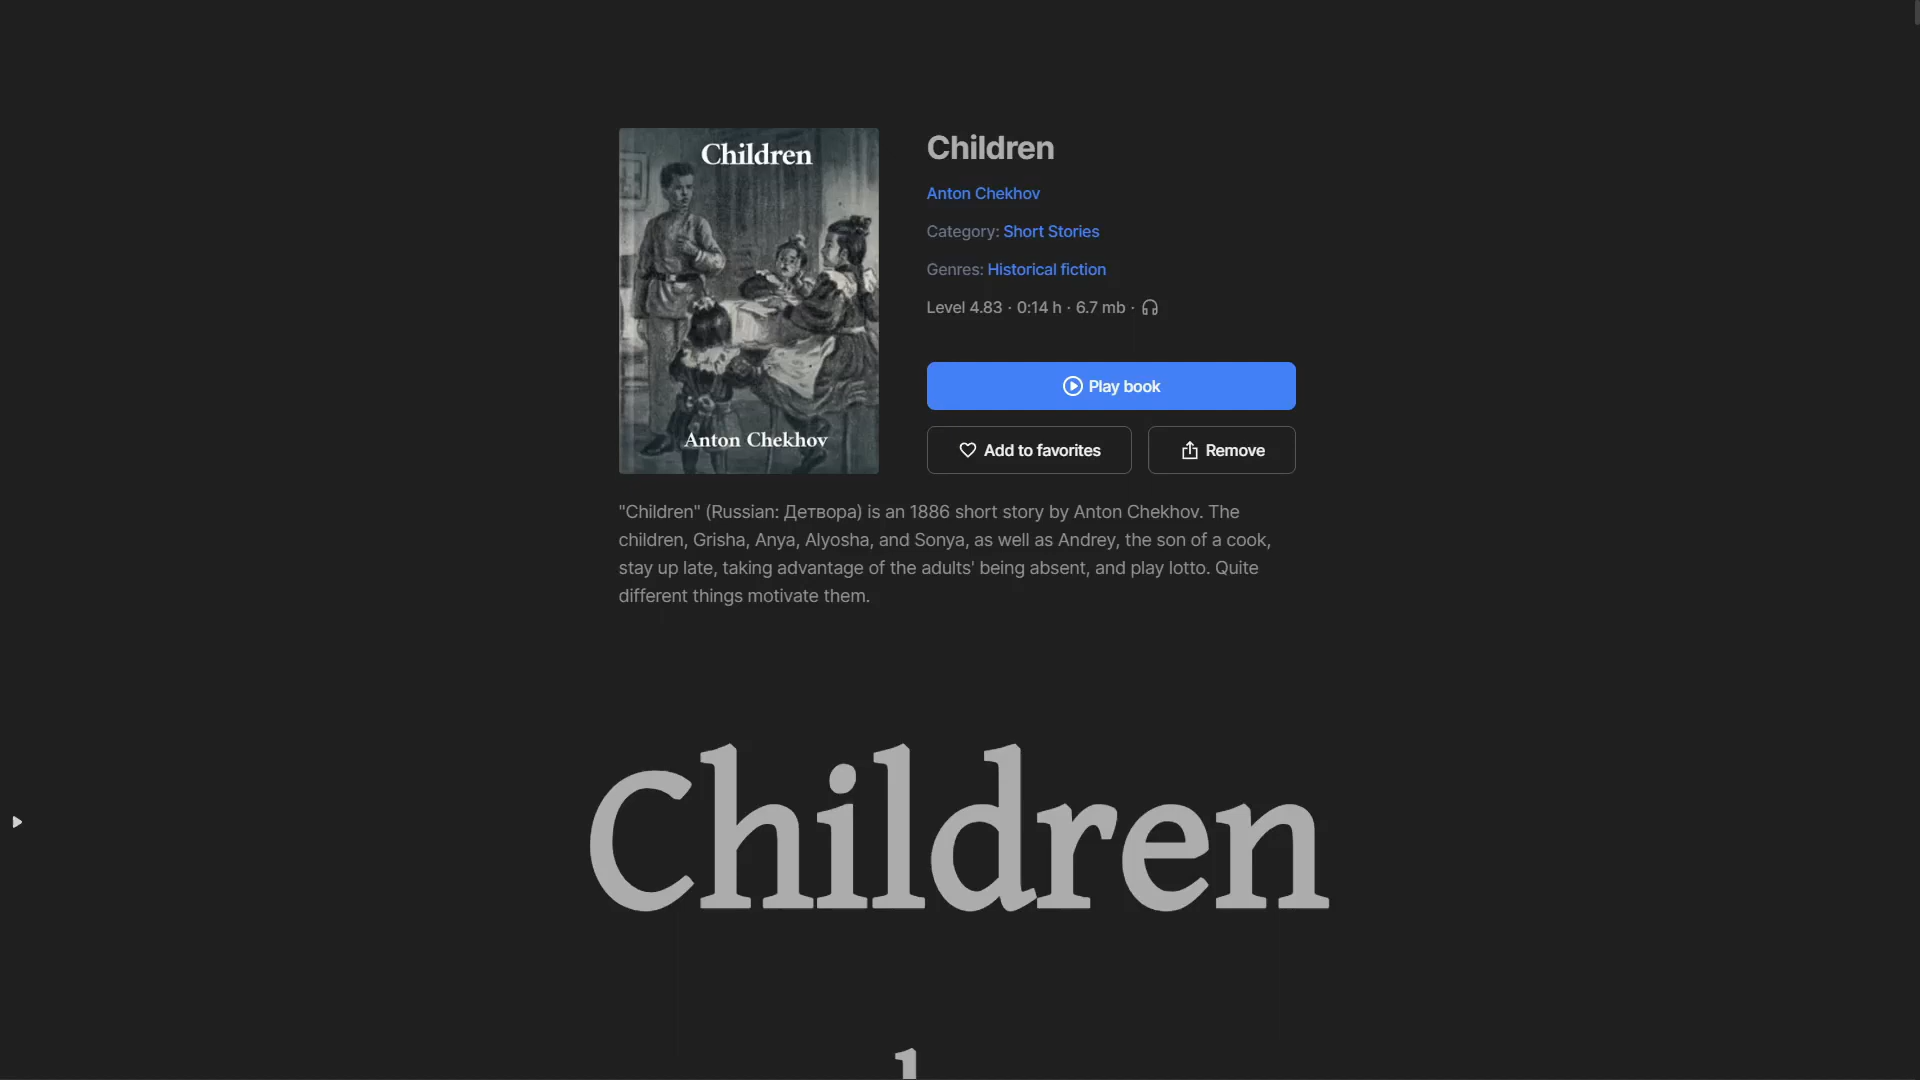 Children
Anton Chekhov
Children
Anton Chekhov
Category: Short Stories
Genres: Historical fiction
Level 4.83 · 0:14 h · 6.7 mb ·
Play book
Add to favorites
Remove
"Children" (Russian: Детвора) is an 1886 short story by Anton Chekhov. The
children, Grisha, Anya, Alyosha, and Sonya, as well as Andrey, the son of a cook,
stay up late, taking advantage of the adults' being absent, and play lotto. Quite
different things motivate them.
Children